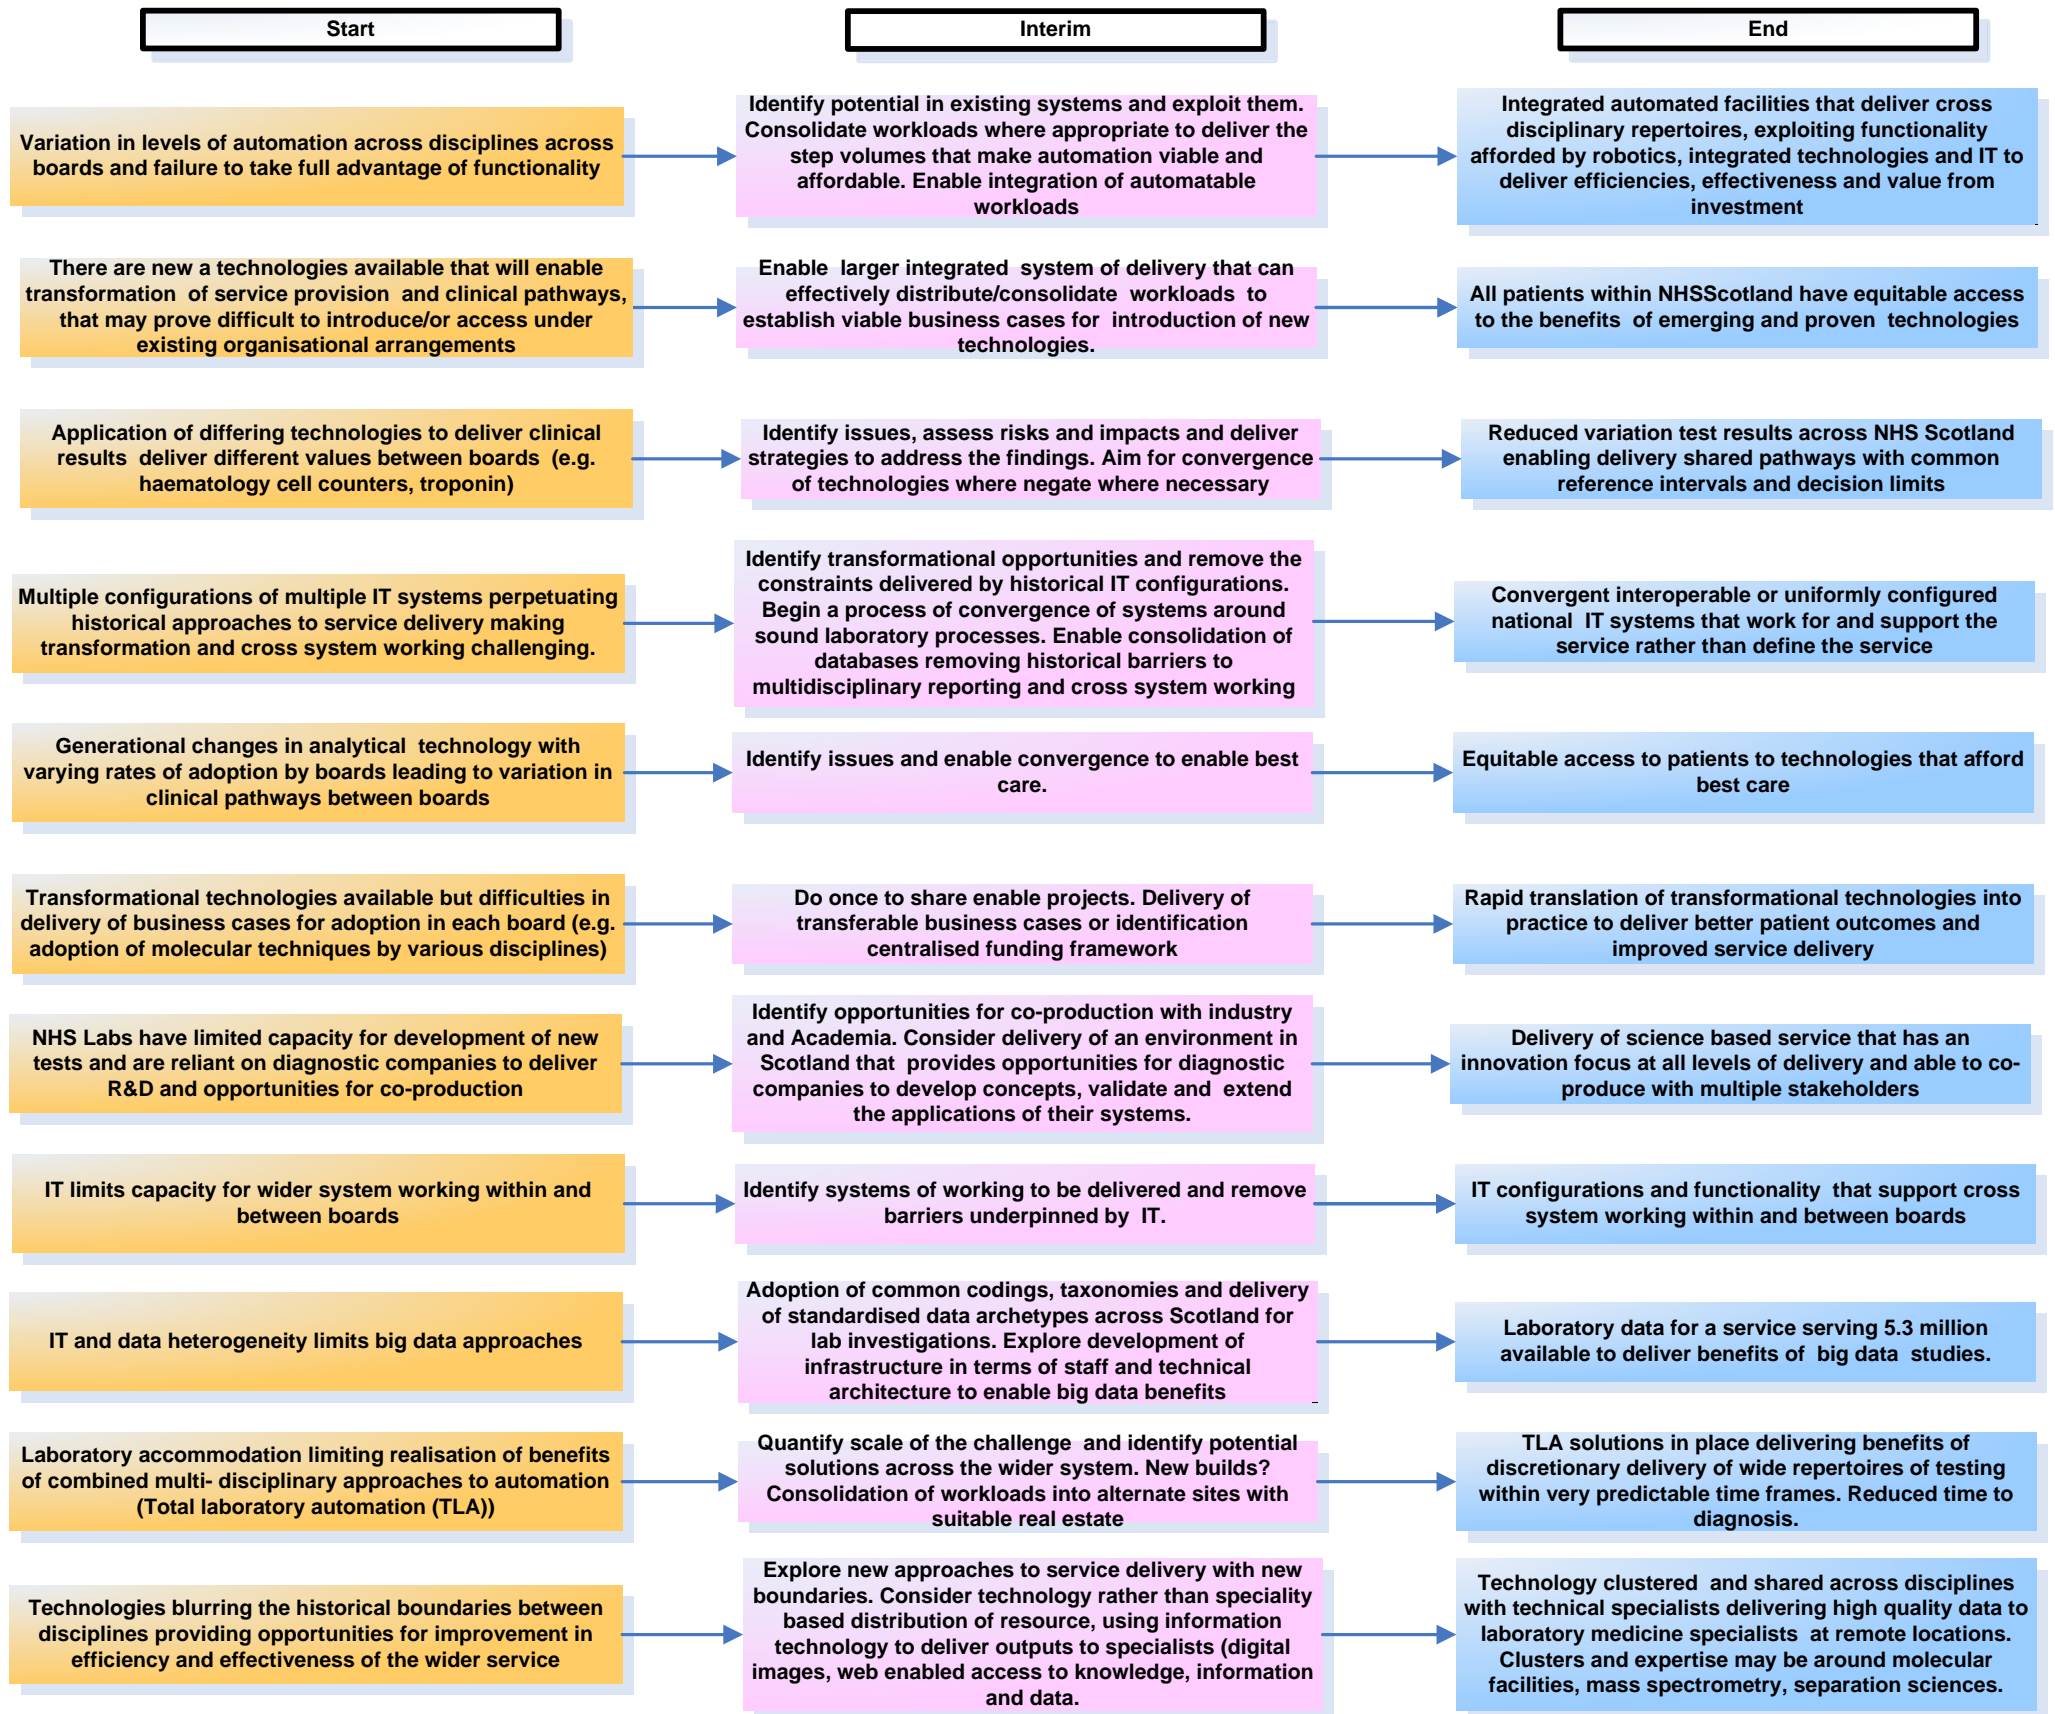 Start
Interim
End
Variation in levels of automation across disciplines across
boards and failure to take full advantage of functionality
Identify potential in existing systems and exploit them.
Consolidate workloads where appropriate to deliver the
step volumes that make automation viable and
affordable. Enable integration of automatable
workloads
Integrated automated facilities that deliver cross
disciplinary repertoires, exploiting functionality
afforded by robotics, integrated technologies and IT to
deliver efficiencies, effectiveness and value from
investment
There are new a technologies available that will enable
transformation of service provision and clinical pathways,
that may prove difficult to introduce/or access under
existing organisational arrangements
Enable larger integrated system of delivery that can
effectively distribute/consolidate workloads to
establish viable business cases for introduction of new
technologies.
All patients within NHSScotland have equitable access
to the benefits of emerging and proven technologies
Application of differing technologies to deliver clinical
results deliver different values between boards (e.g.
haematology cell counters, troponin)
Identify issues, assess risks and impacts and deliver
strategies to address the findings. Aim for convergence
of technologies where negate where necessary
Reduced variation test results across NHS Scotland
enabling delivery shared pathways with common
reference intervals and decision limits
Multiple configurations of multiple IT systems perpetuating
historical approaches to service delivery making
transformation and cross system working challenging.
Identify transformational opportunities and remove the
constraints delivered by historical IT configurations.
Begin a process of convergence of systems around
sound laboratory processes. Enable consolidation of
databases removing historical barriers to
multidisciplinary reporting and cross system working
Convergent interoperable or uniformly configured
national IT systems that work for and support the
service rather than define the service
Generational changes in analytical technology with
varying rates of adoption by boards leading to variation in
clinical pathways between boards
Identify issues and enable convergence to enable best
care.
Equitable access to patients to technologies that afford
best care
Transformational technologies available but difficulties in
delivery of business cases for adoption in each board (e.g.
adoption of molecular techniques by various disciplines)
Do once to share enable projects. Delivery of
transferable business cases or identification
centralised funding framework
Rapid translation of transformational technologies into
practice to deliver better patient outcomes and
improved service delivery
NHS Labs have limited capacity for development of new
tests and are reliant on diagnostic companies to deliver
R&D and opportunities for co-production
Identify opportunities for co-production with industry
and Academia. Consider delivery of an environment in
Scotland that provides opportunities for diagnostic
companies to develop concepts, validate and extend
the applications of their systems.
Delivery of science based service that has an
innovation focus at all levels of delivery and able to co-
produce with multiple stakeholders
IT limits capacity for wider system working within and
between boards
Identify systems of working to be delivered and remove
barriers underpinned by IT.
IT configurations and functionality that support cross
system working within and between boards
IT and data heterogeneity limits big data approaches
Adoption of common codings, taxonomies and delivery
of standardised data archetypes across Scotland for
lab investigations. Explore development of
infrastructure in terms of staff and technical
architecture to enable big data benefits
Laboratory data for a service serving 5.3 million
available to deliver benefits of big data studies.
Laboratory accommodation limiting realisation of benefits
of combined multi- disciplinary approaches to automation
(Total laboratory automation (TLA))
Quantify scale of the challenge and identify potential
solutions across the wider system. New builds?
Consolidation of workloads into alternate sites with
suitable real estate
TLA solutions in place delivering benefits of
discretionary delivery of wide repertoires of testing
within very predictable time frames. Reduced time to
diagnosis.
Technologies blurring the historical boundaries between
disciplines providing opportunities for improvement in
efficiency and effectiveness of the wider service
Explore new approaches to service delivery with new
boundaries. Consider technology rather than speciality
based distribution of resource, using information
technology to deliver outputs to specialists (digital
images, web enabled access to knowledge, information
and data.
Technology clustered and shared across disciplines
with technical specialists delivering high quality data to
laboratory medicine specialists at remote locations.
Clusters and expertise may be around molecular
facilities, mass spectrometry, separation sciences.